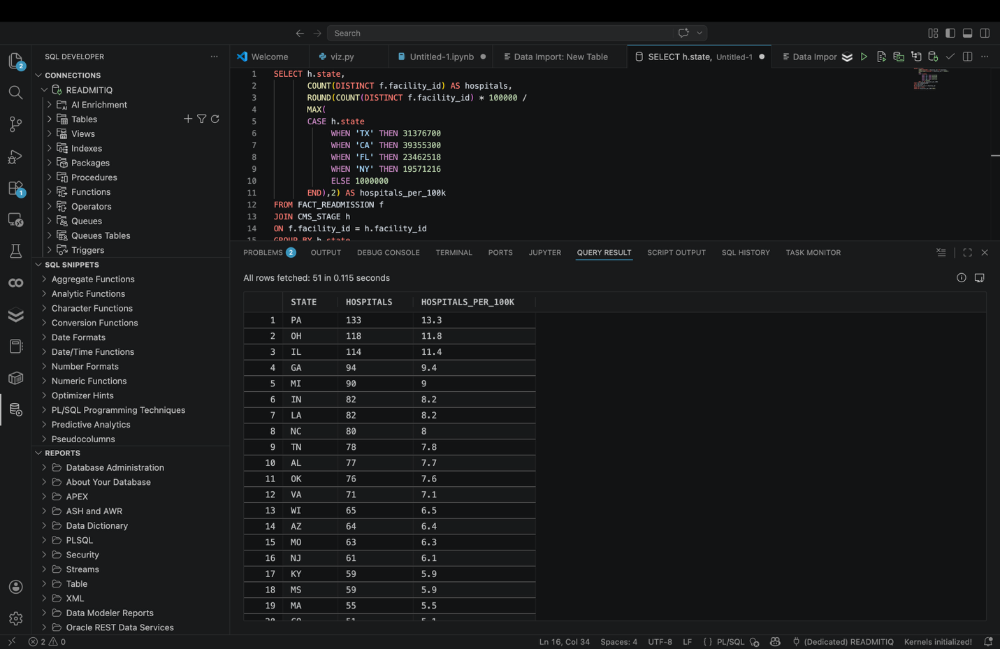 Search
SQL DEVELOPER
Welcome
viz.py
Untitled-1.ipynb
Data Import: New Table
SELECT h.state, Untitled-1
Data Impor
2
1
CONNECTIONS
READMITIQ
AI Enrichment
Tables
Views
Indexes
Packages
Procedures
Functions
Operators
Queues
Queues Tables
Triggers
SQL SNIPPETS
Aggregate Functions
Analytic Functions
Character Functions
Conversion Functions
Date Formats
Date/Time Functions
Number Formats
Numeric Functions
Optimizer Hints
PL/SQL Programming Techniques
Predictive Analytics
Pseudocolumns
REPORTS
Database Administration
About Your Database
APEX
ASH and AWR
Data Dictionary
PLSQL
Security
Streams
Table
XML
Data Modeler Reports
Oracle REST Data Services
1 SELECT h.state,
2 COUNT(DISTINCT f.facility_id) AS hospitals,
3 ROUND(COUNT(DISTINCT f.facility_id) * 100000 /
4 MAX(
5 CASE h.state
6 WHEN 'TX' THEN 31376700
7 WHEN 'CA' THEN 39355300
8 WHEN 'FL' THEN 23462518
9 WHEN 'NY' THEN 19571216
10 ELSE 1000000
11 END),2) AS hospitals_per_100k
12 FROM FACT_READMISSION f
13 JOIN CMS_STAGE h
14 ON f.facility_id = h.facility_id
15 GROUP BY h.state
PROBLEMS 2 OUTPUT DEBUG CONSOLE TERMINAL PORTS JUPYTER QUERY RESULT SCRIPT OUTPUT SQL HISTORY TASK MONITOR
All rows fetched: 51 in 0.115 seconds
STATE HOSPITALS HOSPITALS_PER_100K
1 PA 133 13.3
2 OH 118 11.8
3 IL 114 11.4
4 GA 94 9.4
5 MI 90 9
6 IN 82 8.2
7 LA 82 8.2
8 NC 80 8
9 TN 78 7.8
10 AL 77 7.7
11 OK 76 7.6
12 VA 71 7.1
13 WI 65 6.5
14 AZ 64 6.4
15 MO 63 6.3
16 NJ 61 6.1
17 KY 59 5.9
18 MS 59 5.9
19 MA 55 5.5
2 0 Ln 16, Col 34 Spaces: 4 UTF-8 LF { } PL/SQL (Dedicated) READMITIQ Kernels initialized!